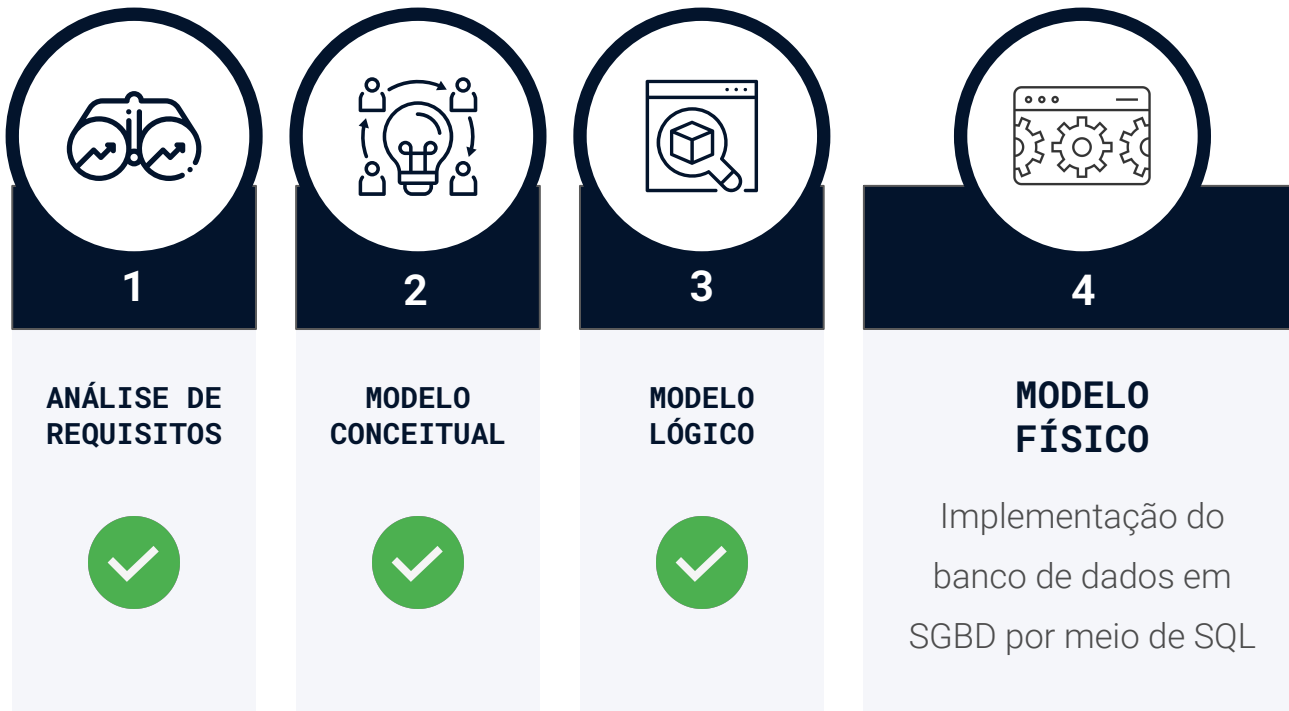 1
ANÁLISE DE
REQUISITOS
2
MODELO
CONCEITUAL
3
MODELO
LÓGICO
4
MODELO
FÍSICO
Implementação do
banco de dados em
SGBD por meio de SQL